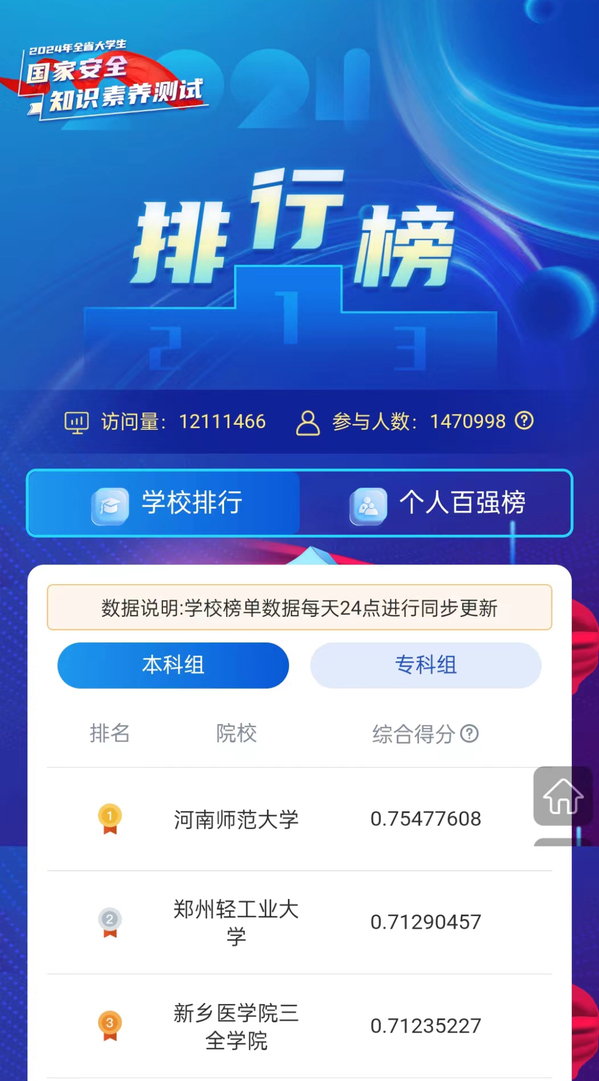 2024年全省大学生
国家安全
知识素养测试
2024
排行榜
1
2
3
访问量：12111466
参与人数：1470998 ?
学校排行
个人百强榜
数据说明:学校榜单数据每天24点进行同步更新
本科组
专科组
排名
院校
综合得分 ?
1
河南师范大学
0.75477608
2
郑州轻工业大
学
0.71290457
3
新乡医学院三
全学院
0.71235227